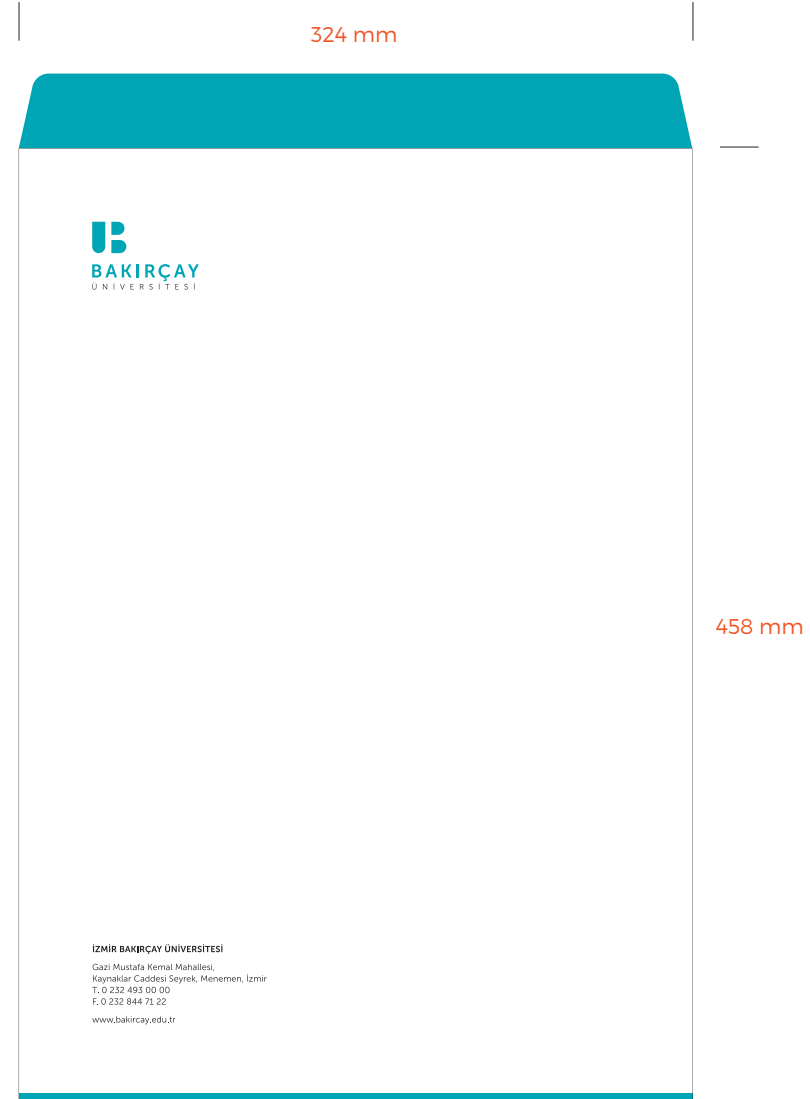 324 mm
BAKIRÇAY
ÜNİVERSİTESİ
458 mm
İZMİR BAKIRÇAY ÜNİVERSİTESİ
Gazi Mustafa Kemal Mahallesi,
Kaynaklar Caddesi Seyrek, Menemen, İzmir
T. 0 232 493 00 00
F. 0 232 844 71 22
www.bakircay.edu.tr